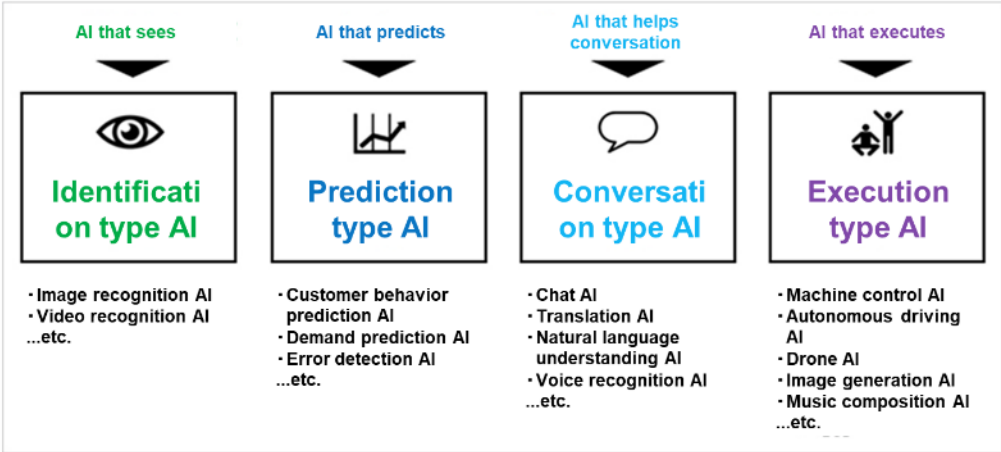 AI that sees
AI that predicts
AI that helps
conversation
AI that executes
Identificati
on type AI
Prediction
type AI
Conversati
on type AI
Execution
type AI
・Image recognition AI
・Video recognition AI
...etc.
・Customer behavior
prediction AI
・Demand prediction AI
・Error detection AI
...etc.
・Chat AI
・Translation AI
・Natural language
understanding AI
・Voice recognition AI
...etc.
・Machine control AI
・Autonomous driving
AI
・Drone AI
・Image generation AI
・Music composition AI
...etc.